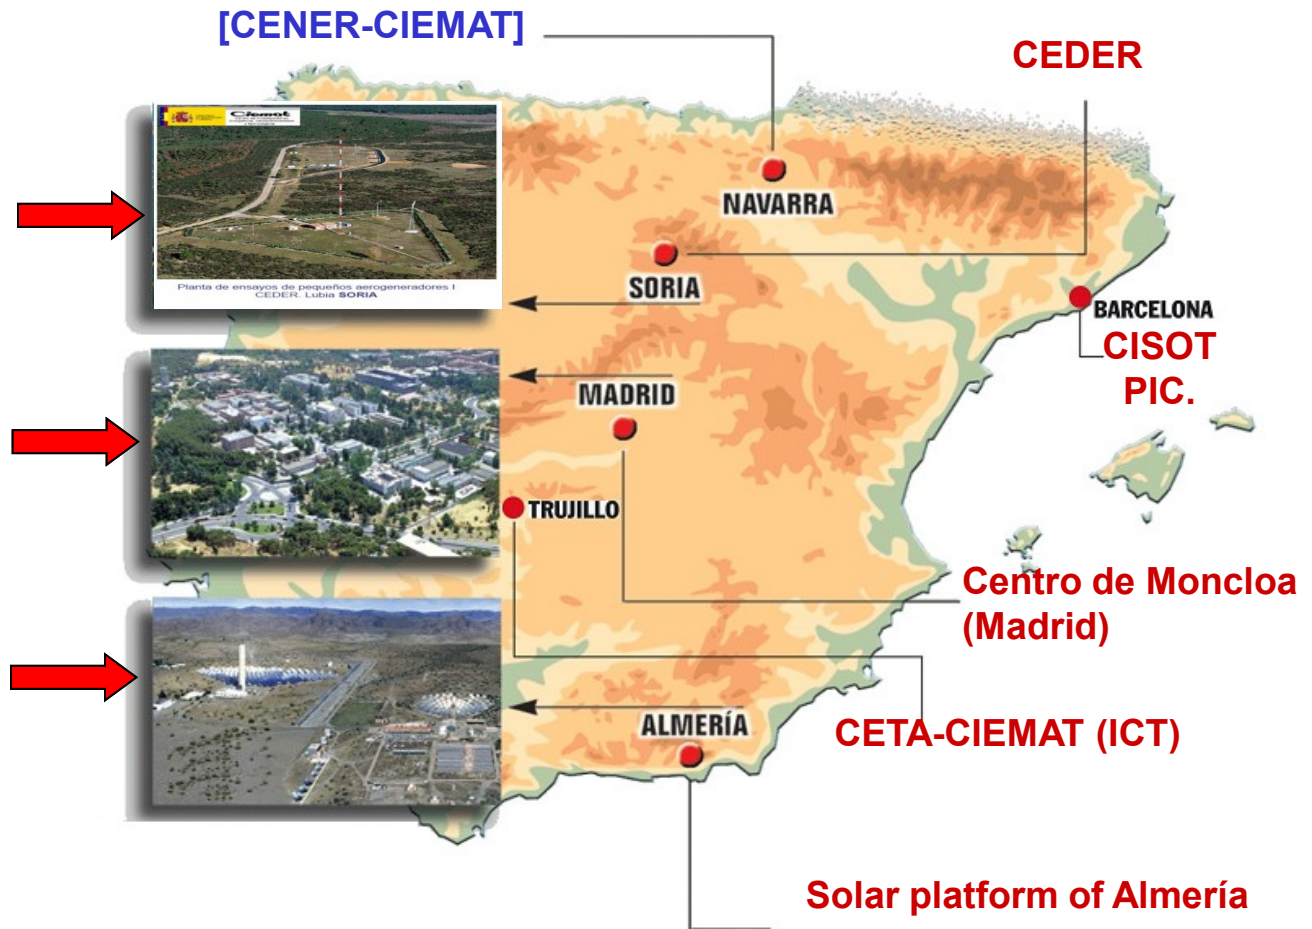 [CENER-CIEMAT]
CEDER
Ciemat
NAVARRA
SORIA
Planta de ensayos de pequeños aerogeneradores I
CEDER. Lubia SORIA
BARCELONA
CISOT
PIC.
MADRID
TRUJILLO
Centro de Moncloa
(Madrid)
ALMERÍA
CETA-CIEMAT (ICT)
Solar platform of Almería